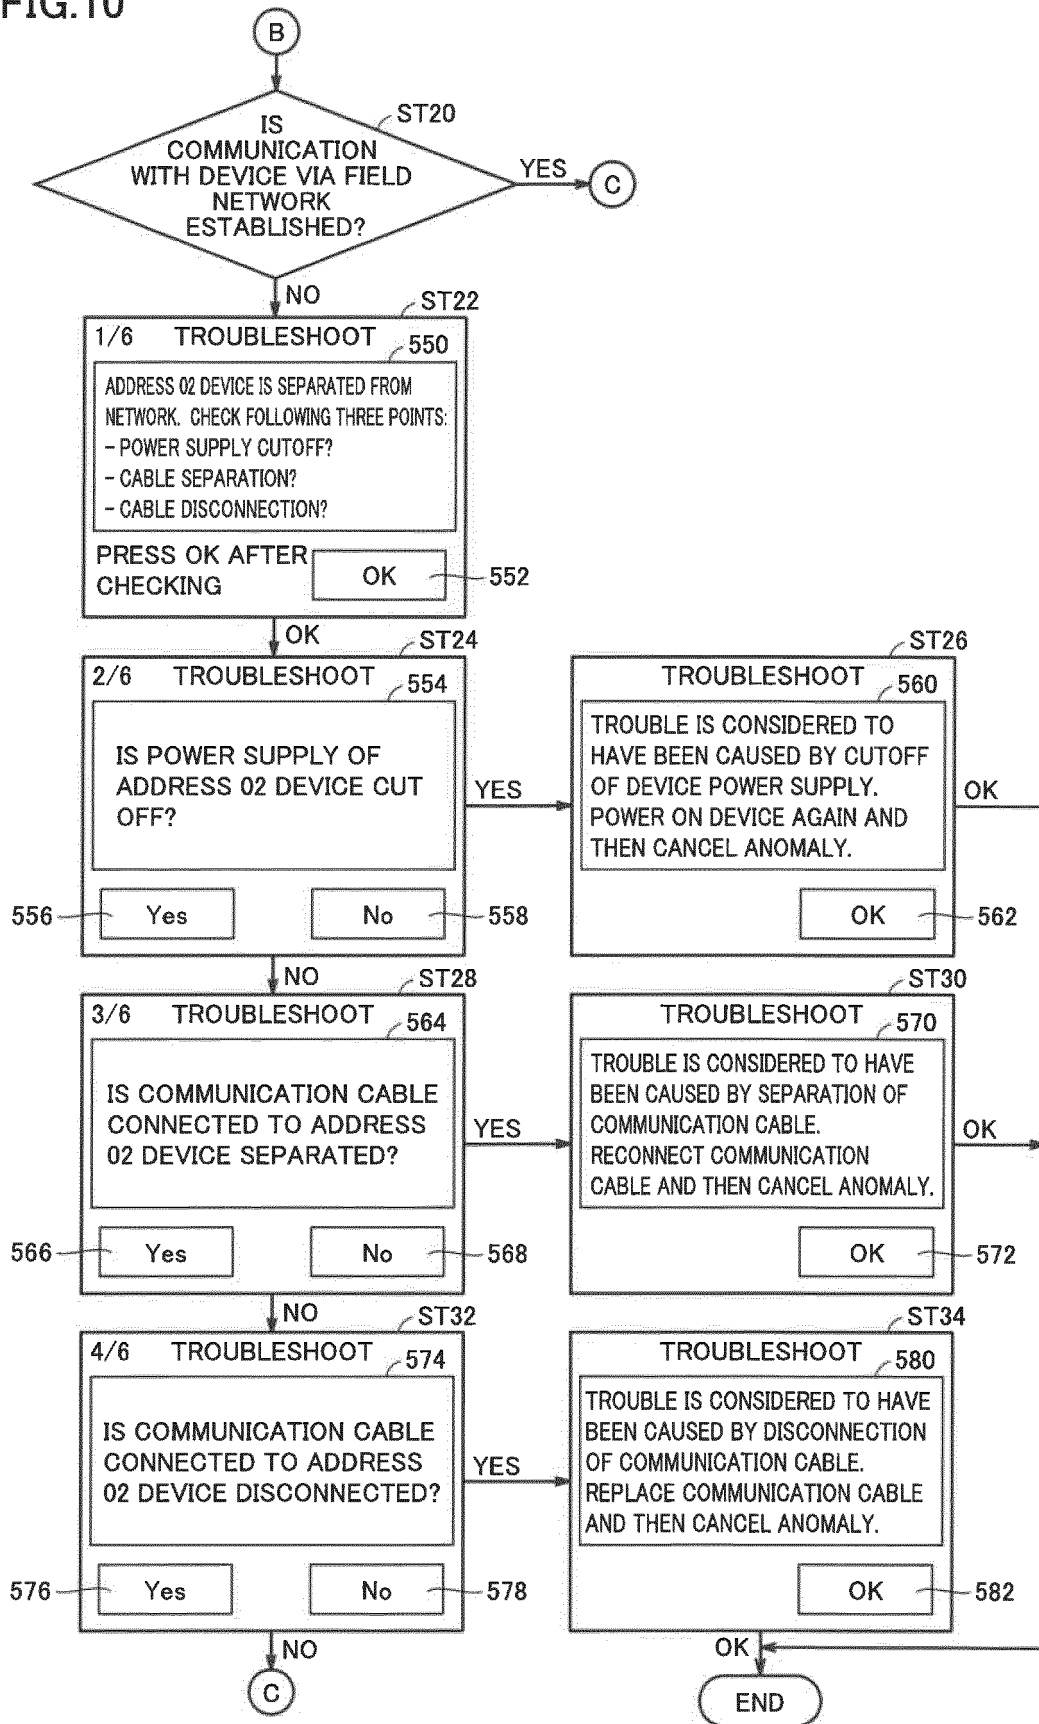 FIG.10
B
ST20
IS
COMMUNICATION
WITH DEVICE VIA FIELD
NETWORK
ESTABLISHED?
YES
C
NO
ST22
1/6 TROUBLESHOOT
550
ADDRESS 02 DEVICE IS SEPARATED FROM
NETWORK. CHECK FOLLOWING THREE POINTS:
- POWER SUPPLY CUTOFF?
- CABLE SEPARATION?
- CABLE DISCONNECTION?
PRESS OK AFTER
CHECKING
OK
552
OK
ST24
2/6 TROUBLESHOOT
554
IS POWER SUPPLY OF
ADDRESS 02 DEVICE CUT
OFF?
YES
556
Yes
No
558
ST26
TROUBLESHOOT
560
TROUBLE IS CONSIDERED TO
HAVE BEEN CAUSED BY CUTOFF
OF DEVICE POWER SUPPLY.
POWER ON DEVICE AGAIN AND
THEN CANCEL ANOMALY.
OK
OK
562
NO
ST28
3/6 TROUBLESHOOT
564
IS COMMUNICATION CABLE
CONNECTED TO ADDRESS
02 DEVICE SEPARATED?
YES
566
Yes
No
568
ST30
TROUBLESHOOT
570
TROUBLE IS CONSIDERED TO HAVE
BEEN CAUSED BY SEPARATION OF
COMMUNICATION CABLE.
RECONNECT COMMUNICATION
CABLE AND THEN CANCEL ANOMALY.
OK
OK
572
NO
ST32
4/6 TROUBLESHOOT
574
IS COMMUNICATION CABLE
CONNECTED TO ADDRESS
02 DEVICE DISCONNECTED?
YES
576
Yes
No
578
ST34
TROUBLESHOOT
580
TROUBLE IS CONSIDERED TO HAVE
BEEN CAUSED BY DISCONNECTION
OF COMMUNICATION CABLE.
REPLACE COMMUNICATION CABLE
AND THEN CANCEL ANOMALY.
OK
582
NO
C
OK
END